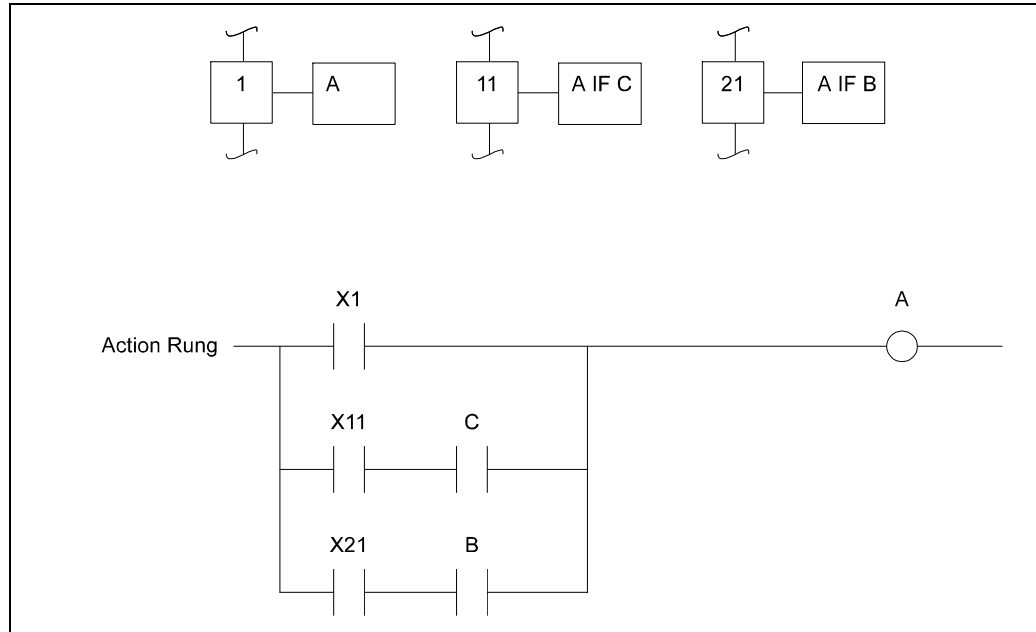 1 A 11 A IF C 21 A IF B
X1 A
Action Rung
X11 C
X21 B